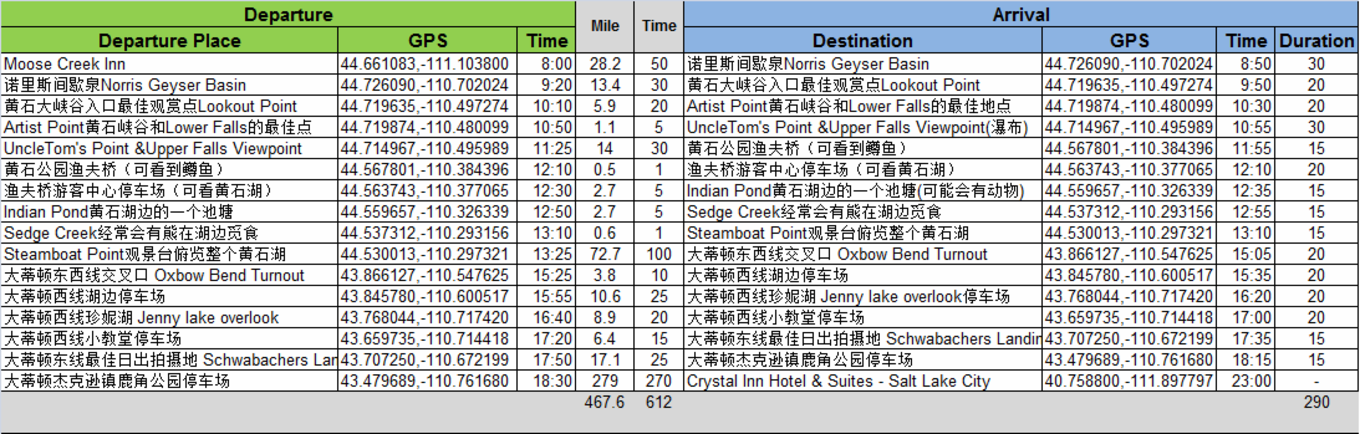 Departure Mile Time Arrival
Departure Place GPS Time Destination GPS Time Duration
Moose Creek Inn 44.661083,-111.103800 8:00 28.2 50 诺里斯间歇泉Norris Geyser Basin 44.726090,-110.702024 8:50 30
诺里斯间歇泉Norris Geyser Basin 44.726090,-110.702024 9:20 13.4 30 黄石大峡谷入口最佳观赏点Lookout Point 44.719635,-110.497274 9:50 20
黄石大峡谷入口最佳观赏点Lookout Point 44.719635,-110.497274 10:10 5.9 20 Artist Point黄石峡谷和Lower Falls的最佳地点 44.719874,-110.480099 10:30 20
Artist Point黄石峡谷和Lower Falls的最佳点 44.719874,-110.480099 10:50 1.1 5 UncleTom's Point &Upper Falls Viewpoint(瀑布) 44.714967,-110.495989 10:55 30
UncleTom's Point &Upper Falls Viewpoint 44.714967,-110.495989 11:25 14 30 黄石公园渔夫桥（可看到鳟鱼） 44.567801,-110.384396 11:55 15
黄石公园渔夫桥（可看到鳟鱼） 44.567801,-110.384396 12:10 0.5 1 渔夫桥游客中心停车场（可看黄石湖） 44.563743,-110.377065 12:10 20
渔夫桥游客中心停车场（可看黄石湖） 44.563743,-110.377065 12:30 2.7 5 Indian Pond黄石湖边的一个池塘(可能会有动物) 44.559657,-110.326339 12:35 15
Indian Pond黄石湖边的一个池塘 44.559657,-110.326339 12:50 2.7 5 Sedge Creek经常会有熊在湖边觅食 44.537312,-110.293156 12:55 15
Sedge Creek经常会有熊在湖边觅食 44.537312,-110.293156 13:10 0.6 1 Steamboat Point观景台俯览整个黄石湖 44.530013,-110.297321 13:10 15
Steamboat Point观景台俯览整个黄石湖 44.530013,-110.297321 13:25 72.7 100 大蒂顿东西线交叉口 Oxbow Bend Turnout 43.866127,-110.547625 15:05 20
大蒂顿东西线交叉口 Oxbow Bend Turnout 43.866127,-110.547625 15:25 3.8 10 大蒂顿西线湖边停车场 43.845780,-110.600517 15:35 20
大蒂顿西线湖边停车场 43.845780,-110.600517 15:55 10.6 25 大蒂顿西线珍妮湖 Jenny lake overlook停车场 43.768044,-110.717420 16:20 20
大蒂顿西线珍妮湖 Jenny lake overlook 43.768044,-110.717420 16:40 8.9 20 大蒂顿西线小教堂停车场 43.659735,-110.714418 17:00 20
大蒂顿西线小教堂停车场 43.659735,-110.714418 17:20 6.4 15 大蒂顿东线最佳日出拍摄地 Schwabachers Landin 43.707250,-110.672199 17:35 15
大蒂顿东线最佳日出拍摄地 Schwabachers Lan 43.707250,-110.672199 17:50 17.1 25 大蒂顿杰克逊镇鹿角公园停车场 43.479689,-110.761680 18:15 15
大蒂顿杰克逊镇鹿角公园停车场 43.479689,-110.761680 18:30 279 270 Crystal Inn Hotel & Suites - Salt Lake City 40.758800,-111.897797 23:00 -
467.6 612 290